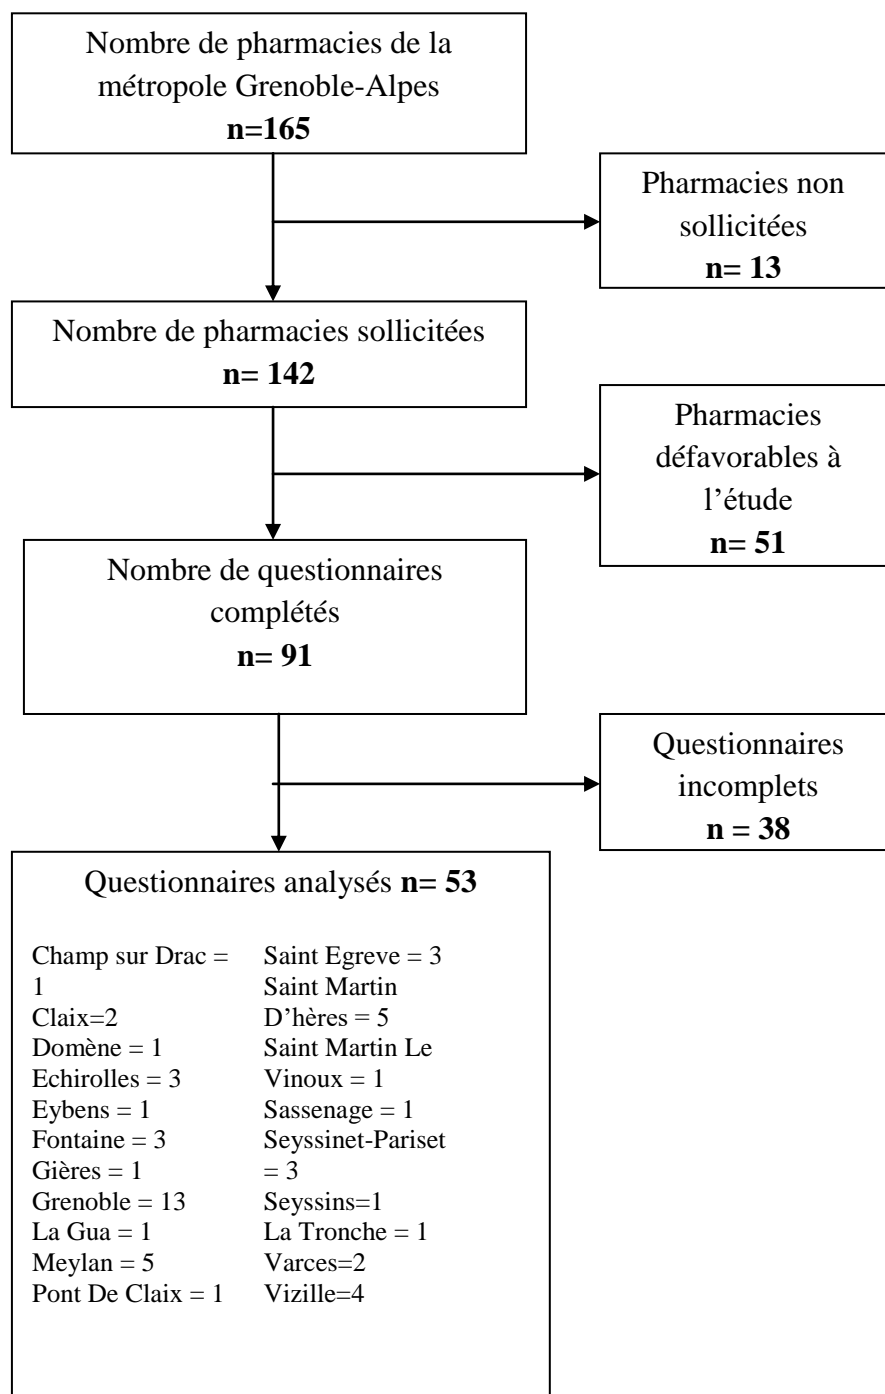 Nombre de pharmacies de la
métropole Grenoble-Alpes
n=165
Pharmacies non
sollicitées
n= 13
Nombre de pharmacies sollicitées
n= 142
Pharmacies
défavorables à
l’étude
n= 51
Nombre de questionnaires
complétés
n= 91
Questionnaires
incomplets
n = 38
Questionnaires analysés n= 53
Champ sur Drac =
1
Claix=2
Domène = 1
Echirolles = 3
Eybens = 1
Fontaine = 3
Gières = 1
Grenoble = 13
La Gua = 1
Meylan = 5
Pont De Claix = 1
Saint Egreve = 3
Saint Martin
D’hères = 5
Saint Martin Le
Vinoux = 1
Sassenage = 1
Seyssinet-Pariset
= 3
Seyssins=1
La Tronche = 1
Varces=2
Vizille=4